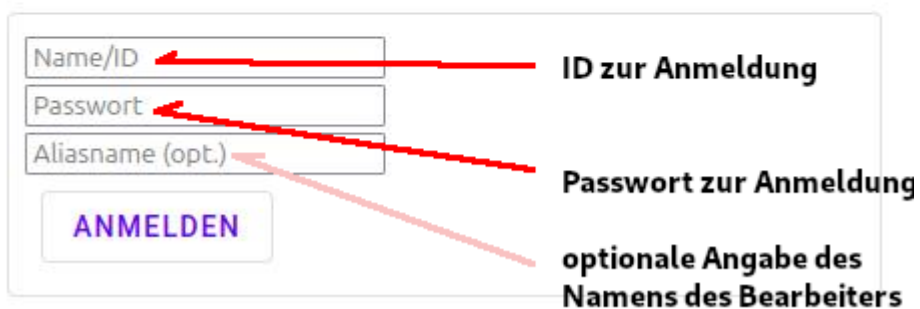 Name/ID
ID zur Anmeldung
Passwort
Aliasname (opt.)
Passwort zur Anmeldung
ANMELDEN
optionale Angabe des
Namens des Bearbeiters